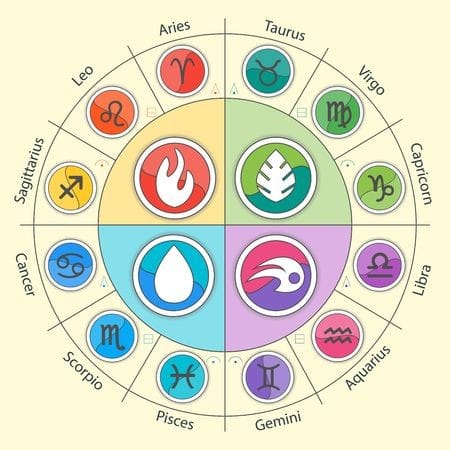 Aries
Taurus
Virgo
Capricorn
Libra
Aquarius
Gemini
Pisces
Scorpio
Cancer
Sagittarius
Leo